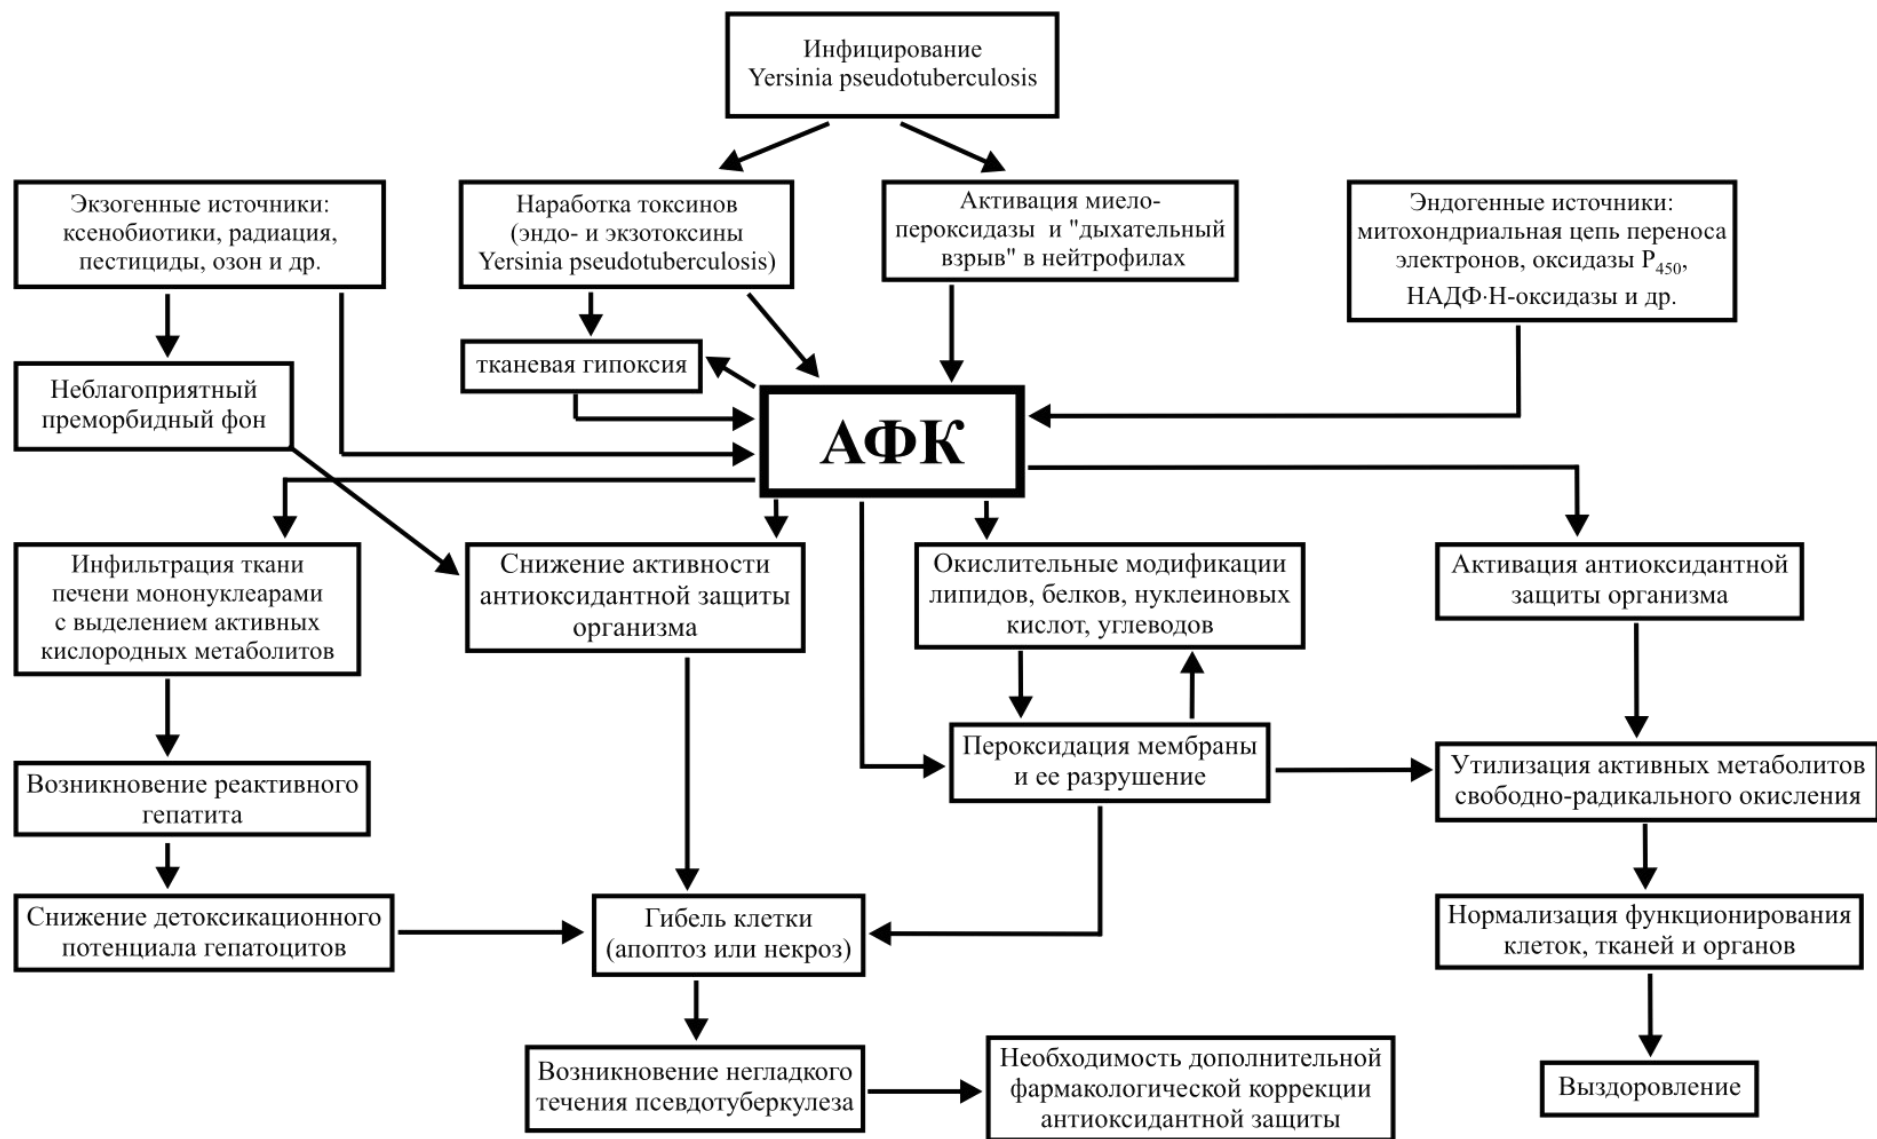 Инфицирование
Yersinia pseudotuberculosis
Экзогенные источники:
ксенобиотики, радиация,
пестициды, озон и др.
Наработка токсинов
(эндо- и экзотоксины
Yersinia pseudotuberculosis)
Активация миело-
пероксидазы и "дыхательный
взрыв" в нейтрофилах
Эндогенные источники:
митохондриальная цепь переноса
электронов, оксидазы P450,
НАДФ·Н-оксидазы и др.
тканевая гипоксия
Неблагоприятный
преморбидный фон
АФК
Инфильтрация ткани
печени мононуклеарами
с выделением активных
кислородных метаболитов
Снижение активности
антиоксидантной защиты
организма
Окислительные модификации
липидов, белков, нуклеиновых
кислот, углеводов
Активация антиоксидантной
защиты организма
Пероксидация мембраны
и ее разрушение
Утилизация активных метаболитов
свободно-радикального окисления
Возникновение реактивного
гепатита
Снижение детоксикационного
потенциала гепатоцитов
Гибель клетки
(апоптоз или некроз)
Нормализация функционирования
клеток, тканей и органов
Возникновение негладкого
течения псевдотуберкулеза
Необходимость дополнительной
фармакологической коррекции
антиоксидантной защиты
Выздоровление